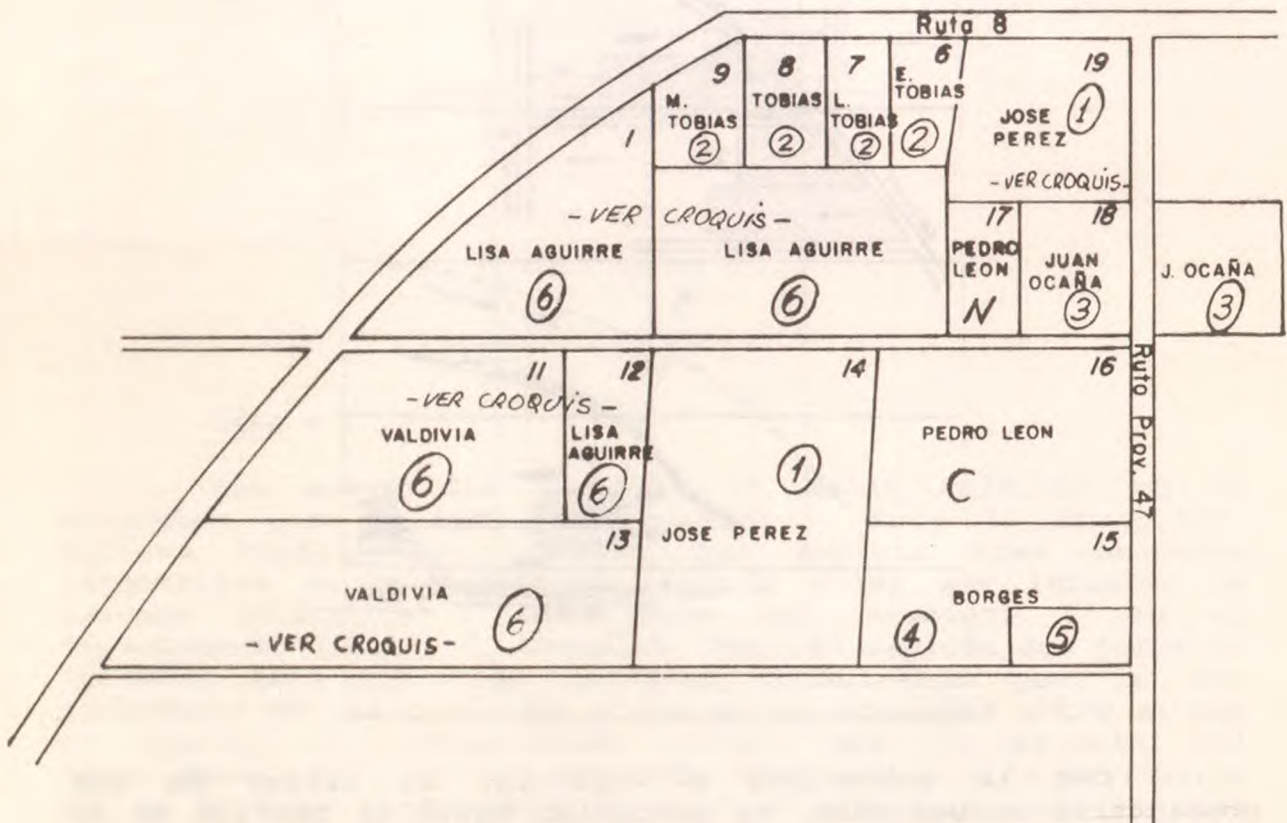 Ruta 8
9
8
7
6
19
M.
TOBIAS
2
TOBIAS
2
L.
TOBIAS
2
E.
TOBIAS
2
JOSE
PEREZ
1
-VER CROQUIS-
1
-VER CROQUIS-
LISA AGUIRRE
6
LISA AGUIRRE
6
17
PEDRO
LEON
N
18
JUAN
OCAÑA
3
J. OCAÑA
3
11
12
-VER CROQUIS-
VALDIVIA
6
LISA
AGUIRRE
6
14
1
JOSE PEREZ
16
PEDRO LEON
C
Ruta Prov. 47
13
VALDIVIA
6
-VER CROQUIS-
15
BORGES
4
5